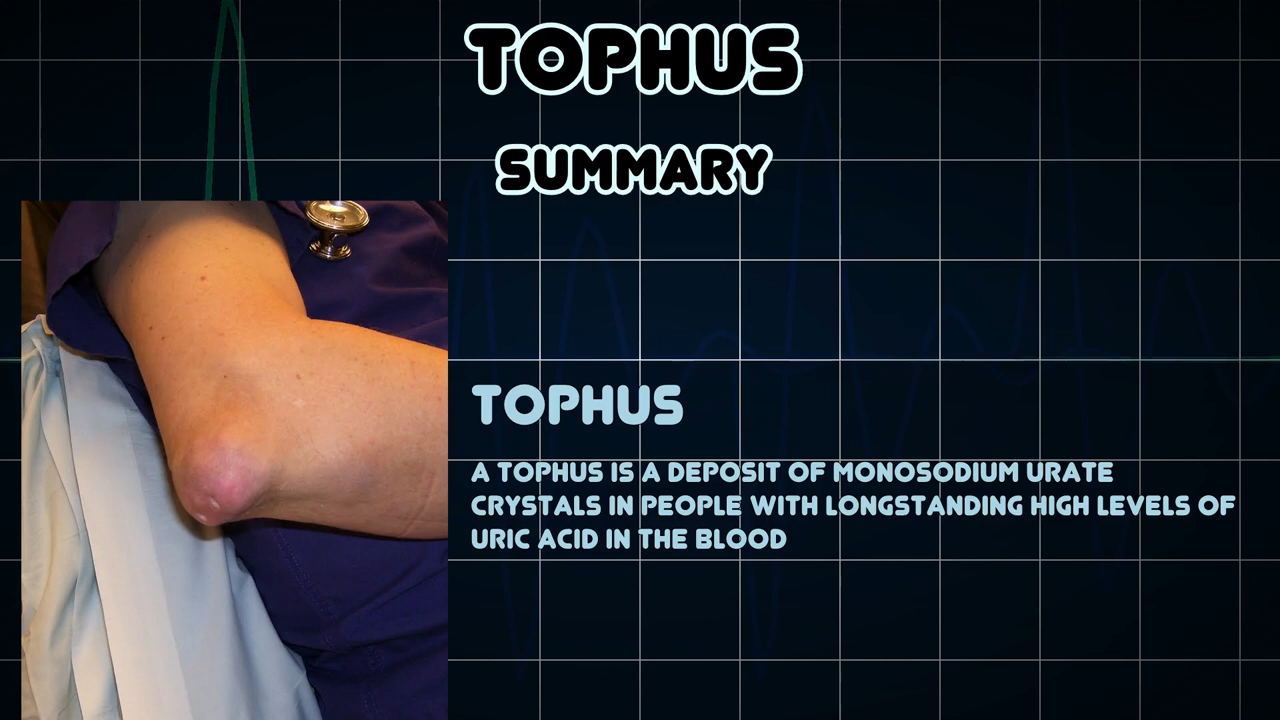 TOPHUS
SUMMARY
TOPHUS
A TOPHUS IS A DEPOSIT OF MONOSODIUM URATE
CRYSTALS IN PEOPLE WITH LONGSTANDING HIGH LEVELS OF
URIC ACID IN THE BLOOD